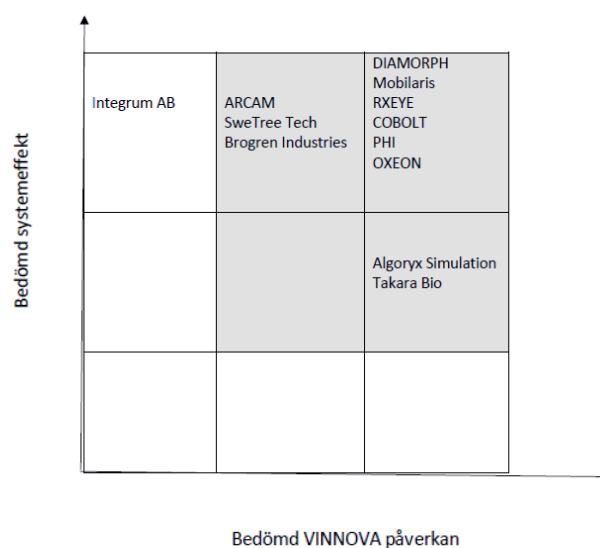 Bedömd systemeffekt
Integrum AB
ARCAM
SweTree Tech
Brogren Industries
DIAMORPH
Mobilaris
RXEYE
COBOLT
PHI
OXEON
Algoryx Simulation
Takara Bio
Bedömd VINNOVA påverkan